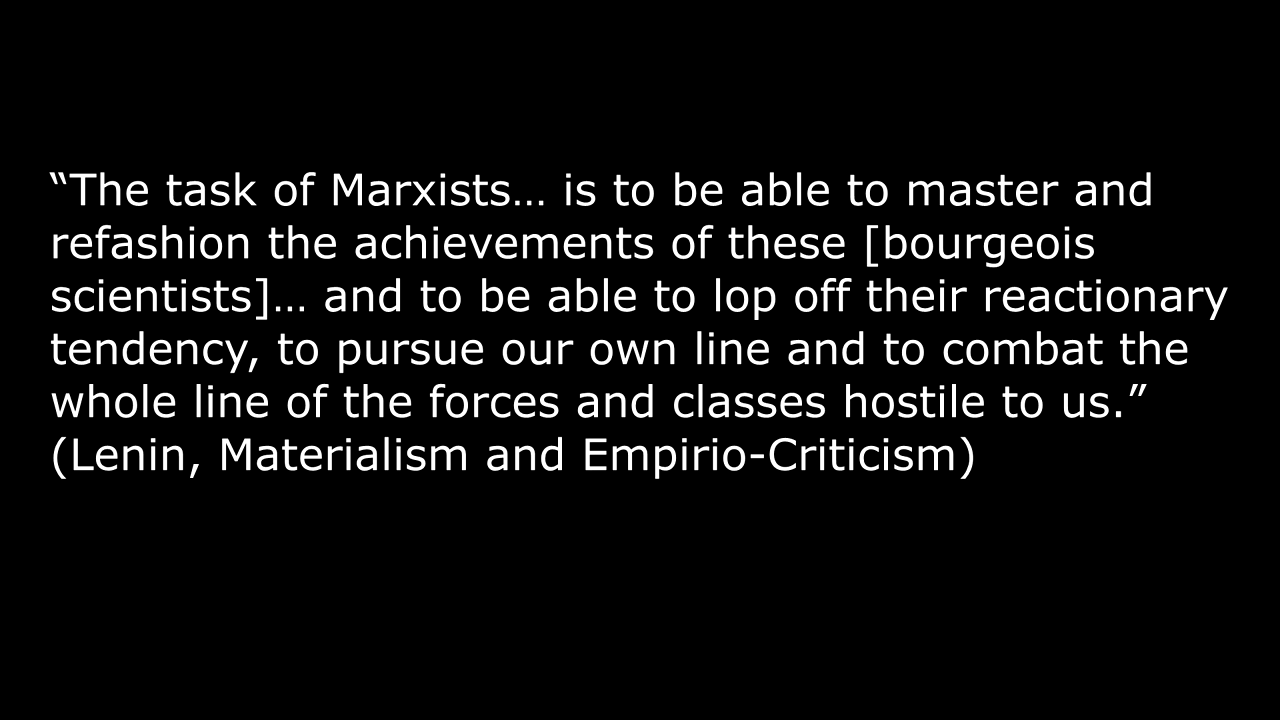 “The task of Marxists… is to be able to master and
refashion the achievements of these [bourgeois
scientists]… and to be able to lop off their reactionary
tendency, to pursue our own line and to combat the
whole line of the forces and classes hostile to us.”
(Lenin, Materialism and Empirio-Criticism)